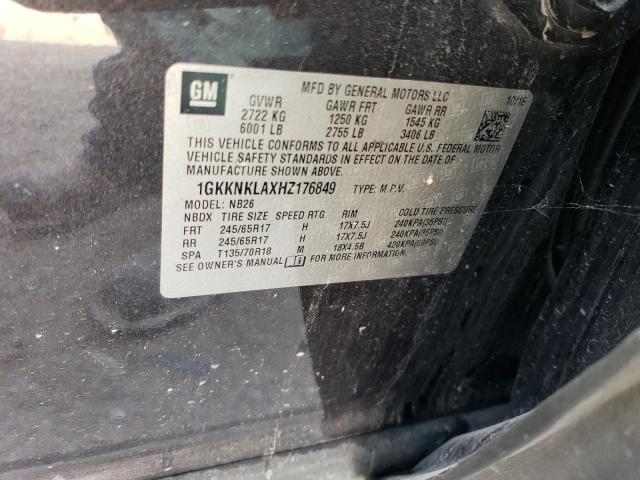 GM
MFD BY GENERAL MOTORS LLC 10/16
GVWR GAWR FRT GAWR RR
2722 KG 1250 KG 1545 KG
6001 LB 2755 LB 3406 LB
THIS VEHICLE CONFORMS TO ALL APPLICABLE U.S. FEDERAL MOTOR
VEHICLE SAFETY STANDARDS IN EFFECT ON THE DATE OF
MANUFACTURE SHOWN ABOVE.
1GKKNKLAXHZ176849 TYPE: M.P.V.
MODEL: NB26
NBDX TIRE SIZE SPEED RTG RIM COLD TIRE PRESSURE
FRT 245/65R17 H 17X7.5J 240KPA(35PSI)
RR 245/65R17 H 17X7.5J 240KPA(35PSI)
SPA T135/70R18 M 18X4.5B 420KPA(60PSI)
SEE OWNER'S MANUAL FOR MORE INFORMATION.